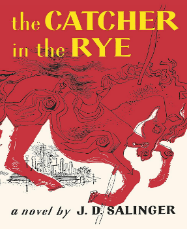 the CATCHER
in the RYE
a novel by J. D. SALINGER